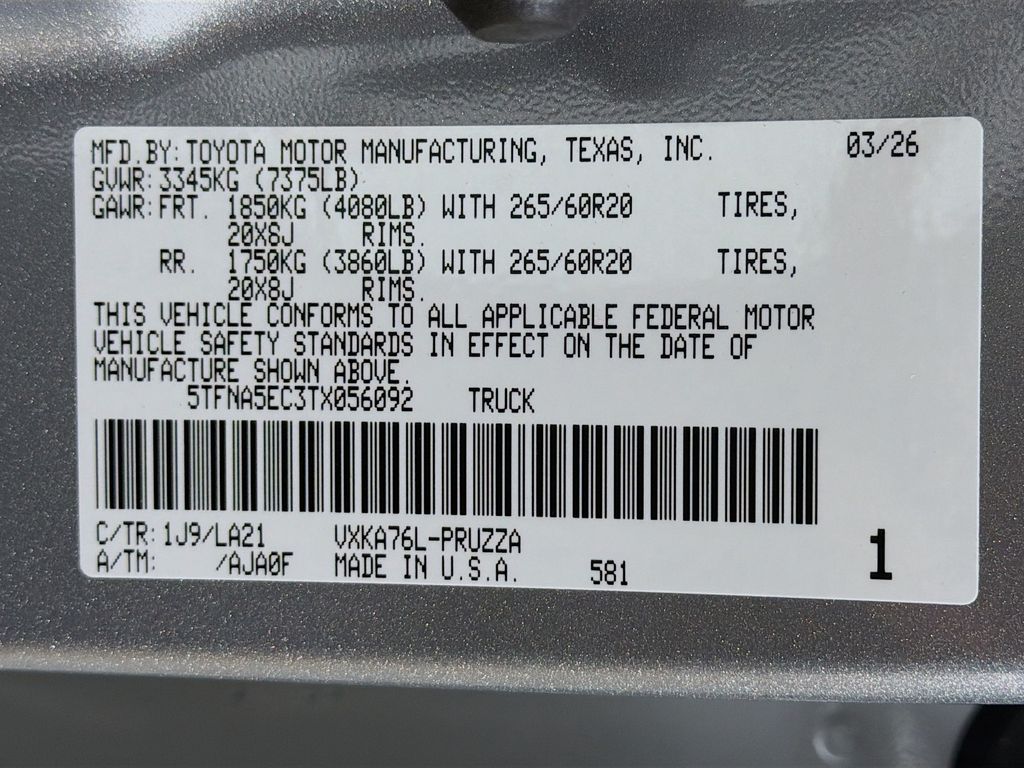 MFD.BY: TOYOTA MOTOR MANUFACTURING, TEXAS, INC. 03/26
GVWR: 3345KG (7375LB)
GAWR: FRT. 1850KG (4080LB) WITH 265/60R20 TIRES,
20X8J RIMS.
RR. 1750KG (3860LB) WITH 265/60R20 TIRES,
20X8J RIMS.
THIS VEHICLE CONFORMS TO ALL APPLICABLE FEDERAL MOTOR
VEHICLE SAFETY STANDARDS IN EFFECT ON THE DATE OF
MANUFACTURE SHOWN ABOVE.
5TFNA5EC3TX056092 TRUCK
C/TR: 1J9/LA21 VXKA76L-PRUZZA
A/TM: /AJA0F MADE IN U.S.A. 581 1